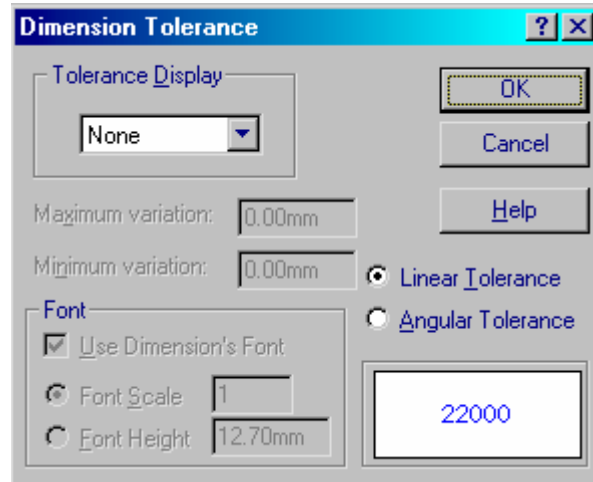 Dimension Tolerance
Tolerance Display
None
OK
Cancel
Help
Maximum variation: 0.00mm
Minimum variation: 0.00mm
Linear Tolerance
Angular Tolerance
Font
Use Dimension's Font
Font Scale 1
Font Height 12.70mm
22000